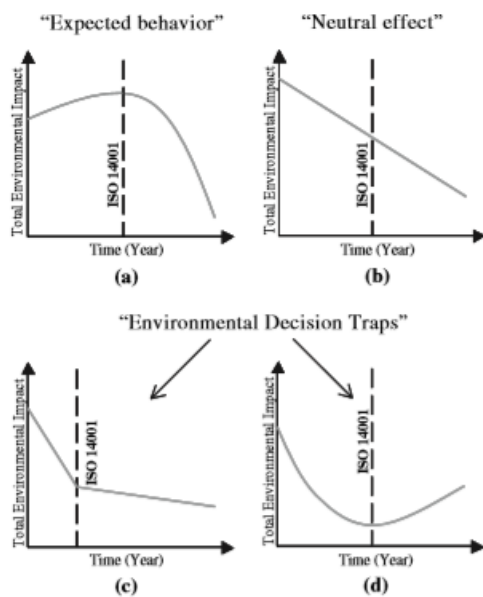 “Expected behavior”
“Neutral effect”
Total Environmental Impact
ISO 14001
Time (Year)
(a)
Total Environmental Impact
ISO 14001
Time (Year)
(b)
“Environmental Decision Traps”
Total Environmental Impact
ISO 14001
Time (Year)
(c)
Total Environmental Impact
ISO 14001
Time (Year)
(d)